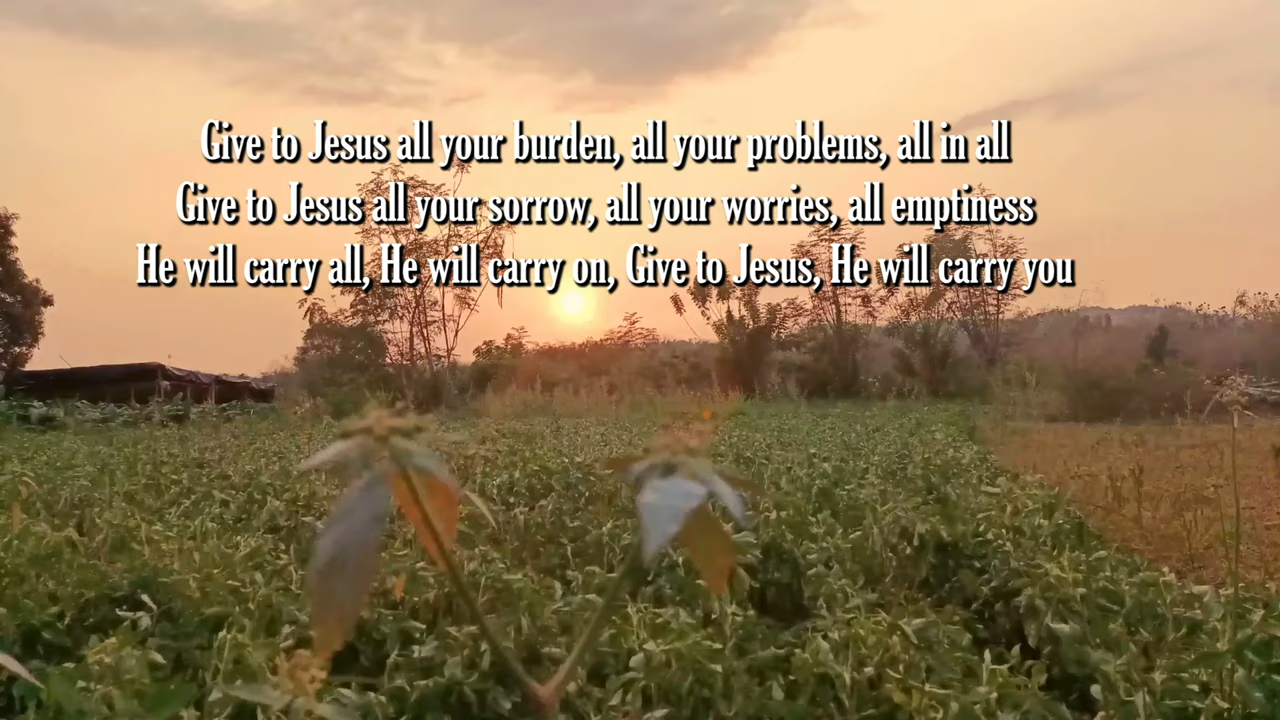 Give to Jesus all your burden, all your problems, all in all
Give to Jesus all your sorrow, all your worries, all emptiness
He will carry all, He will carry on, Give to Jesus, He will carry you